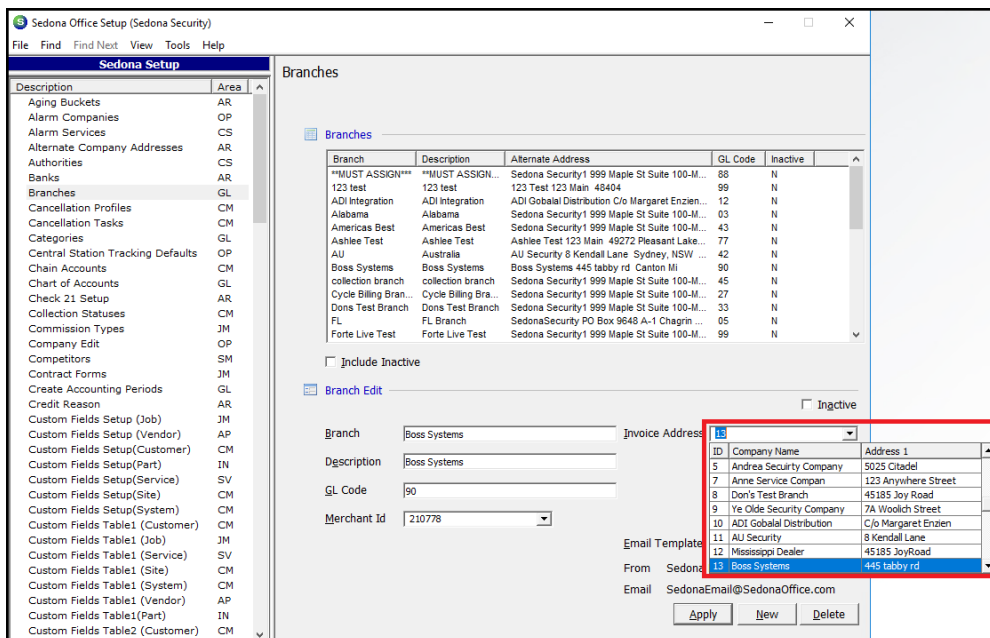 Sedona Office Setup (Sedona Security)
File Find Find Next View Tools Help
Sedona Setup
Description Area
Aging Buckets AR
Alarm Companies OP
Alarm Services CS
Alternate Company Addresses AR
Authorities CS
Banks AR
Branches GL
Cancellation Profiles CM
Cancellation Tasks CM
Categories GL
Central Station Tracking Defaults OP
Chain Accounts CM
Chart of Accounts GL
Check 21 Setup AR
Collection Statuses CM
Commission Types JM
Company Edit OP
Competitors SM
Contract Forms JM
Create Accounting Periods GL
Credit Reason AR
Custom Fields Setup (Job) JM
Custom Fields Setup (Vendor) AP
Custom Fields Setup(Customer) CM
Custom Fields Setup(Part) IN
Custom Fields Setup(Service) SV
Custom Fields Setup(Site) CM
Custom Fields Setup(System) CM
Custom Fields Table1 (Customer) CM
Custom Fields Table1 (Job) JM
Custom Fields Table1 (Service) SV
Custom Fields Table1 (Site) CM
Custom Fields Table1 (System) CM
Custom Fields Table1 (Vendor) AP
Custom Fields Table1(Part) IN
Custom Fields Table2 (Customer) CM
Branches
Branches
Branch Description Alternate Address GL Code Inactive
**MUST ASSIGN*** **MUST ASSIGN... Sedona Security1 999 Maple St Suite 100-M... 88 N
123 test 123 test 123 Test 123 Main 48404 99 N
ADI Integration ADI Integration ADI Gobalal Distribution C/o Margaret Enzien... 12 N
Alabama Alabama Sedona Security1 999 Maple St Suite 100-M... 03 N
Americas Best Americas Best Sedona Security1 999 Maple St Suite 100-M... 43 N
Ashlee Test Ashlee Test Ashlee Test 123 Main 49272 Pleasant Lake... 77 N
AU Australia AU Security 8 Kendall Lane Sydney, NSW ... 42 N
Boss Systems Boss Systems Boss Systems 445 tabby rd Canton Mi 90 N
collection branch collection branch Sedona Security1 999 Maple St Suite 100-M... 45 N
Cycle Billing Bran... Cycle Billing Bra... Sedona Security1 999 Maple St Suite 100-M... 27 N
Dons Test Branch Dons Test Branch Sedona Security1 999 Maple St Suite 100-M... 33 N
FL FL Branch SedonaSecurity PO Box 9648 A-1 Chagrin ... 05 N
Forte Live Test Forte Live Test Sedona Security1 999 Maple St Suite 100-M... 99 N
Include Inactive
Branch Edit
Inactive
Branch Boss Systems
Description Boss Systems
GL Code 90
Merchant Id 210778
Invoice Address 13
ID Company Name Address 1
5 Andrea Secuirty Company 5025 Citadel
7 Anne Service Compan 123 Anywhere Street
8 Don's Test Branch 45185 Joy Road
9 Ye Olde Security Company 7A Woolich Street
10 ADI Gobalal Distribution C/o Margaret Enzien
11 AU Security 8 Kendall Lane
12 Mississippi Dealer 45185 JoyRoad
13 Boss Systems 445 tabby rd
Email Template
From Sedona
Email SedonaEmail@SedonaOffice.com
Apply New Delete